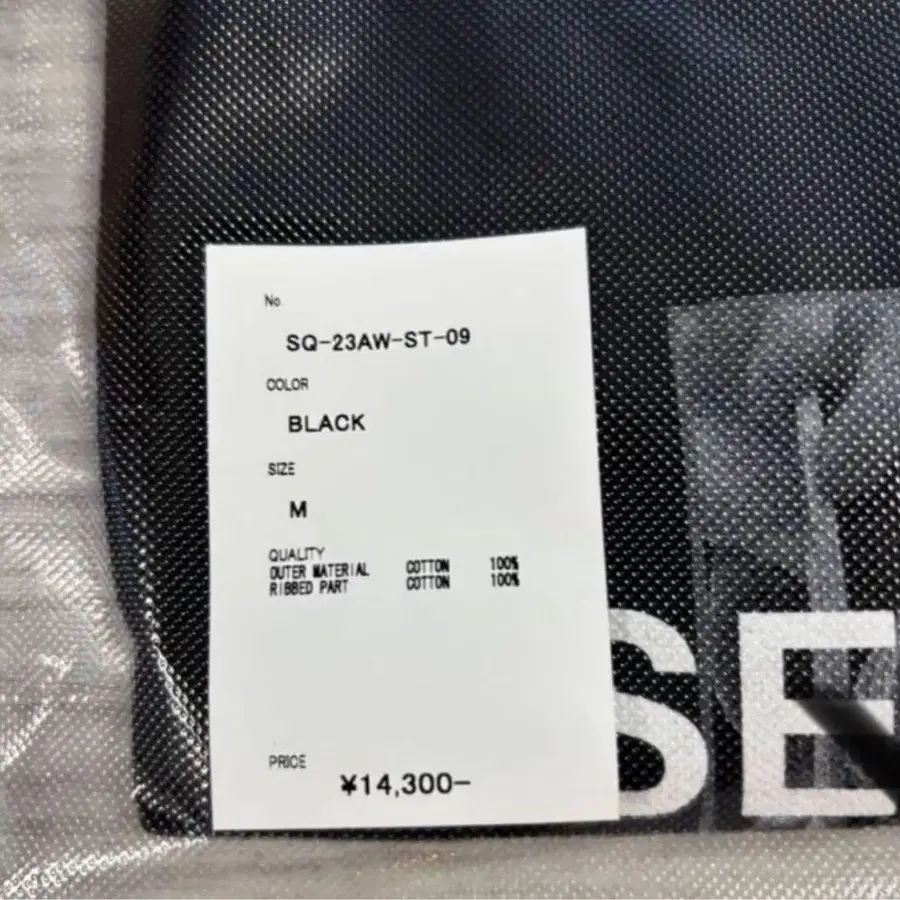 No.
SQ-23AW-ST-09
COLOR
BLACK
SIZE
M
QUALITY
OUTER MATERIAL COTTON 100%
RIBBED PART COTTON 100%
SE
PRICE
¥14,300-